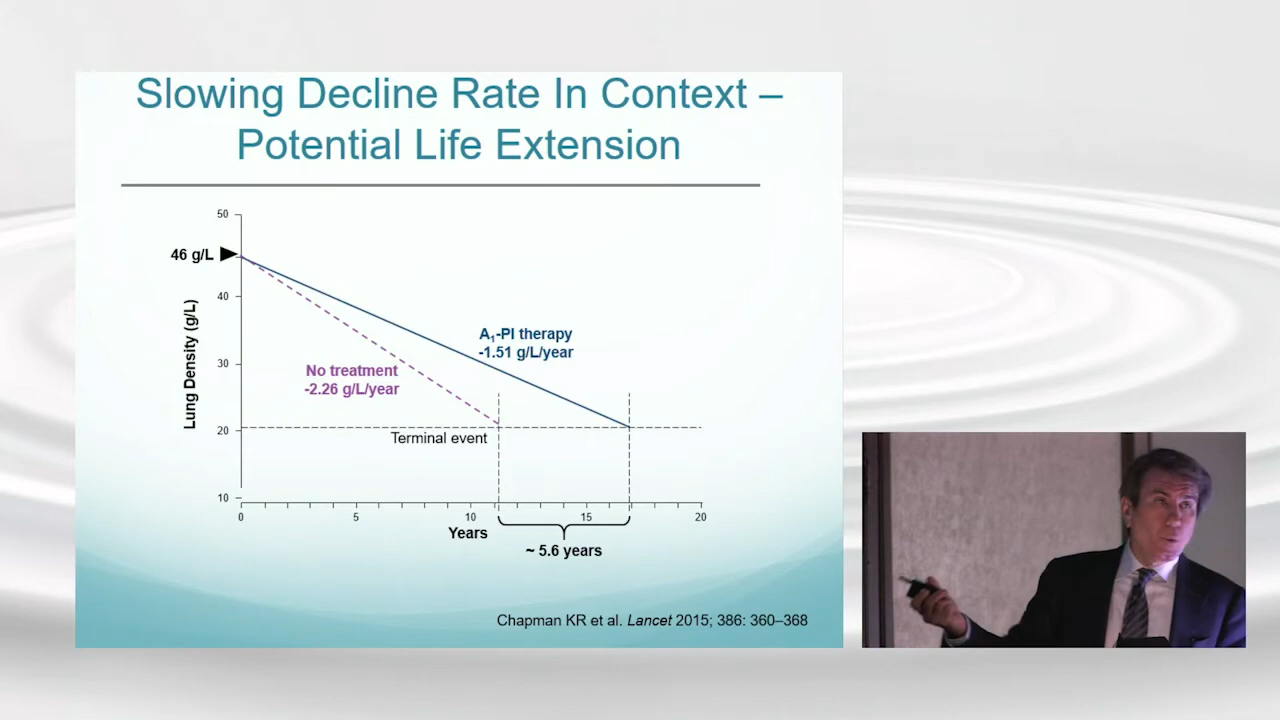 Slowing Decline Rate In Context –
Potential Life Extension
50
46 g/L
40
30
20
10
Lung Density (g/L)
A₁-PI therapy
-1.51 g/L/year
No treatment
-2.26 g/L/year
Terminal event
0
5
10
15
20
Years
~ 5.6 years
Chapman KR et al. Lancet 2015; 386: 360–368